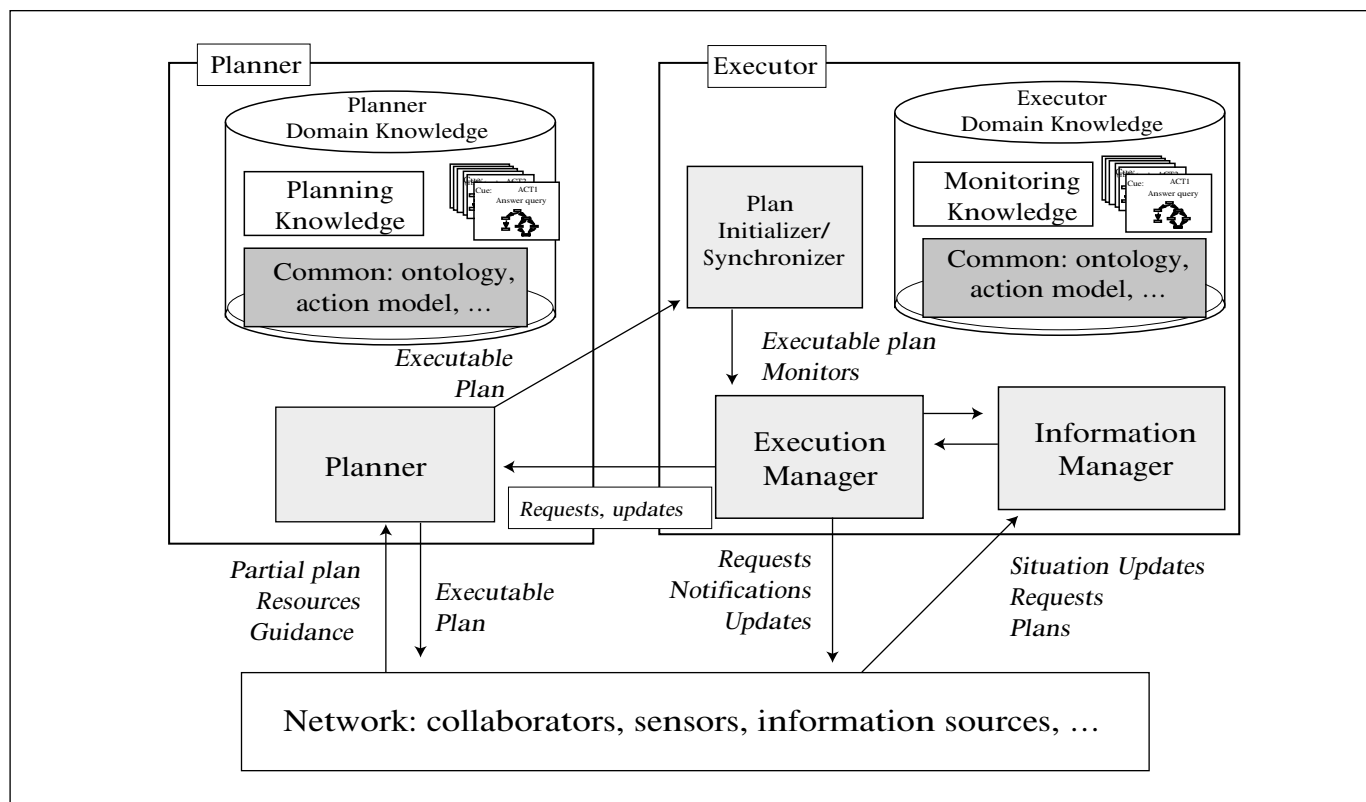 Planner
Planner
Domain Knowledge
Planning
Knowledge
Cue:
ACT1
Answer query
Common: ontology,
action model, …
Executor
Executor
Domain Knowledge
Plan
Initializer/
Synchronizer
Monitoring
Knowledge
Cue:
ACT1
Answer query
Common: ontology,
action model, …
Executable
Plan
Executable plan
Monitors
Planner
Execution
Manager
Information
Manager
Requests, updates
Partial plan
Resources
Guidance
Executable
Plan
Requests
Notifications
Updates
Situation Updates
Requests
Plans
Network: collaborators, sensors, information sources, …